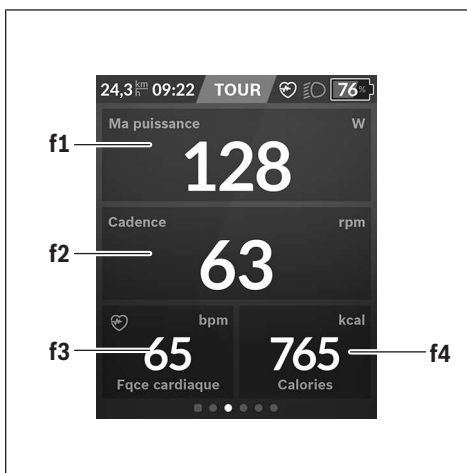 24,3 km/h 09:22 TOUR 76%
Ma puissance W
f1
128
Cadence rpm
f2
63
bpm kcal
f3 65 765 f4
Fqce cardiaque Calories